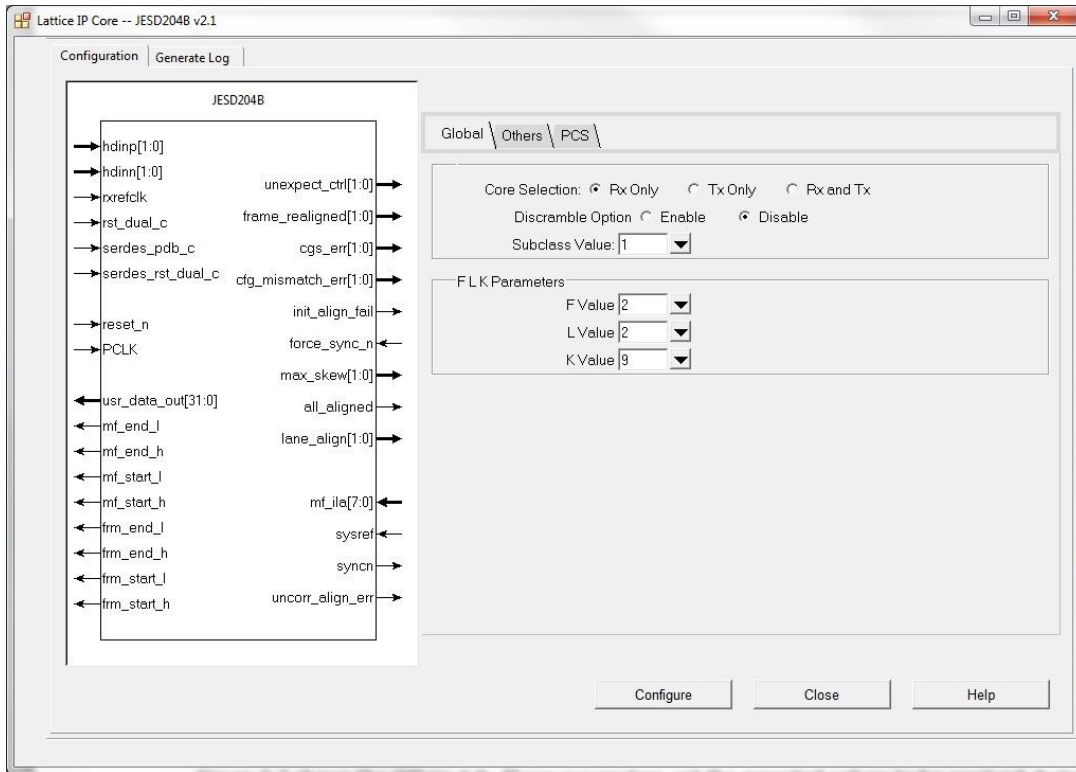 Lattice IP Core -- JESD204B v2.1
Configuration
Generate Log
JESD204B
hdinp[1:0]
hdinn[1:0]
rxrefclk
rst_dual_c
serdes_pdb_c
serdes_rst_dual_c
reset_n
PCLK
usr_data_out[31:0]
mf_end_l
mf_end_h
mf_start_l
mf_start_h
frm_end_l
frm_end_h
frm_start_l
frm_start_h
unexpect_ctrl[1:0]
frame_realigned[1:0]
cgs_err[1:0]
cfg_mismatch_err[1:0]
init_align_fail
force_sync_n
max_skew[1:0]
all_aligned
lane_align[1:0]
mf_ila[7:0]
sysref
syncn
uncorr_align_err
Global Others PCS
Core Selection: Rx Only Tx Only Rx and Tx
Discramble Option Enable Disable
Subclass Value: 1
F L K Parameters
F Value 2
L Value 2
K Value 9
Configure Close Help